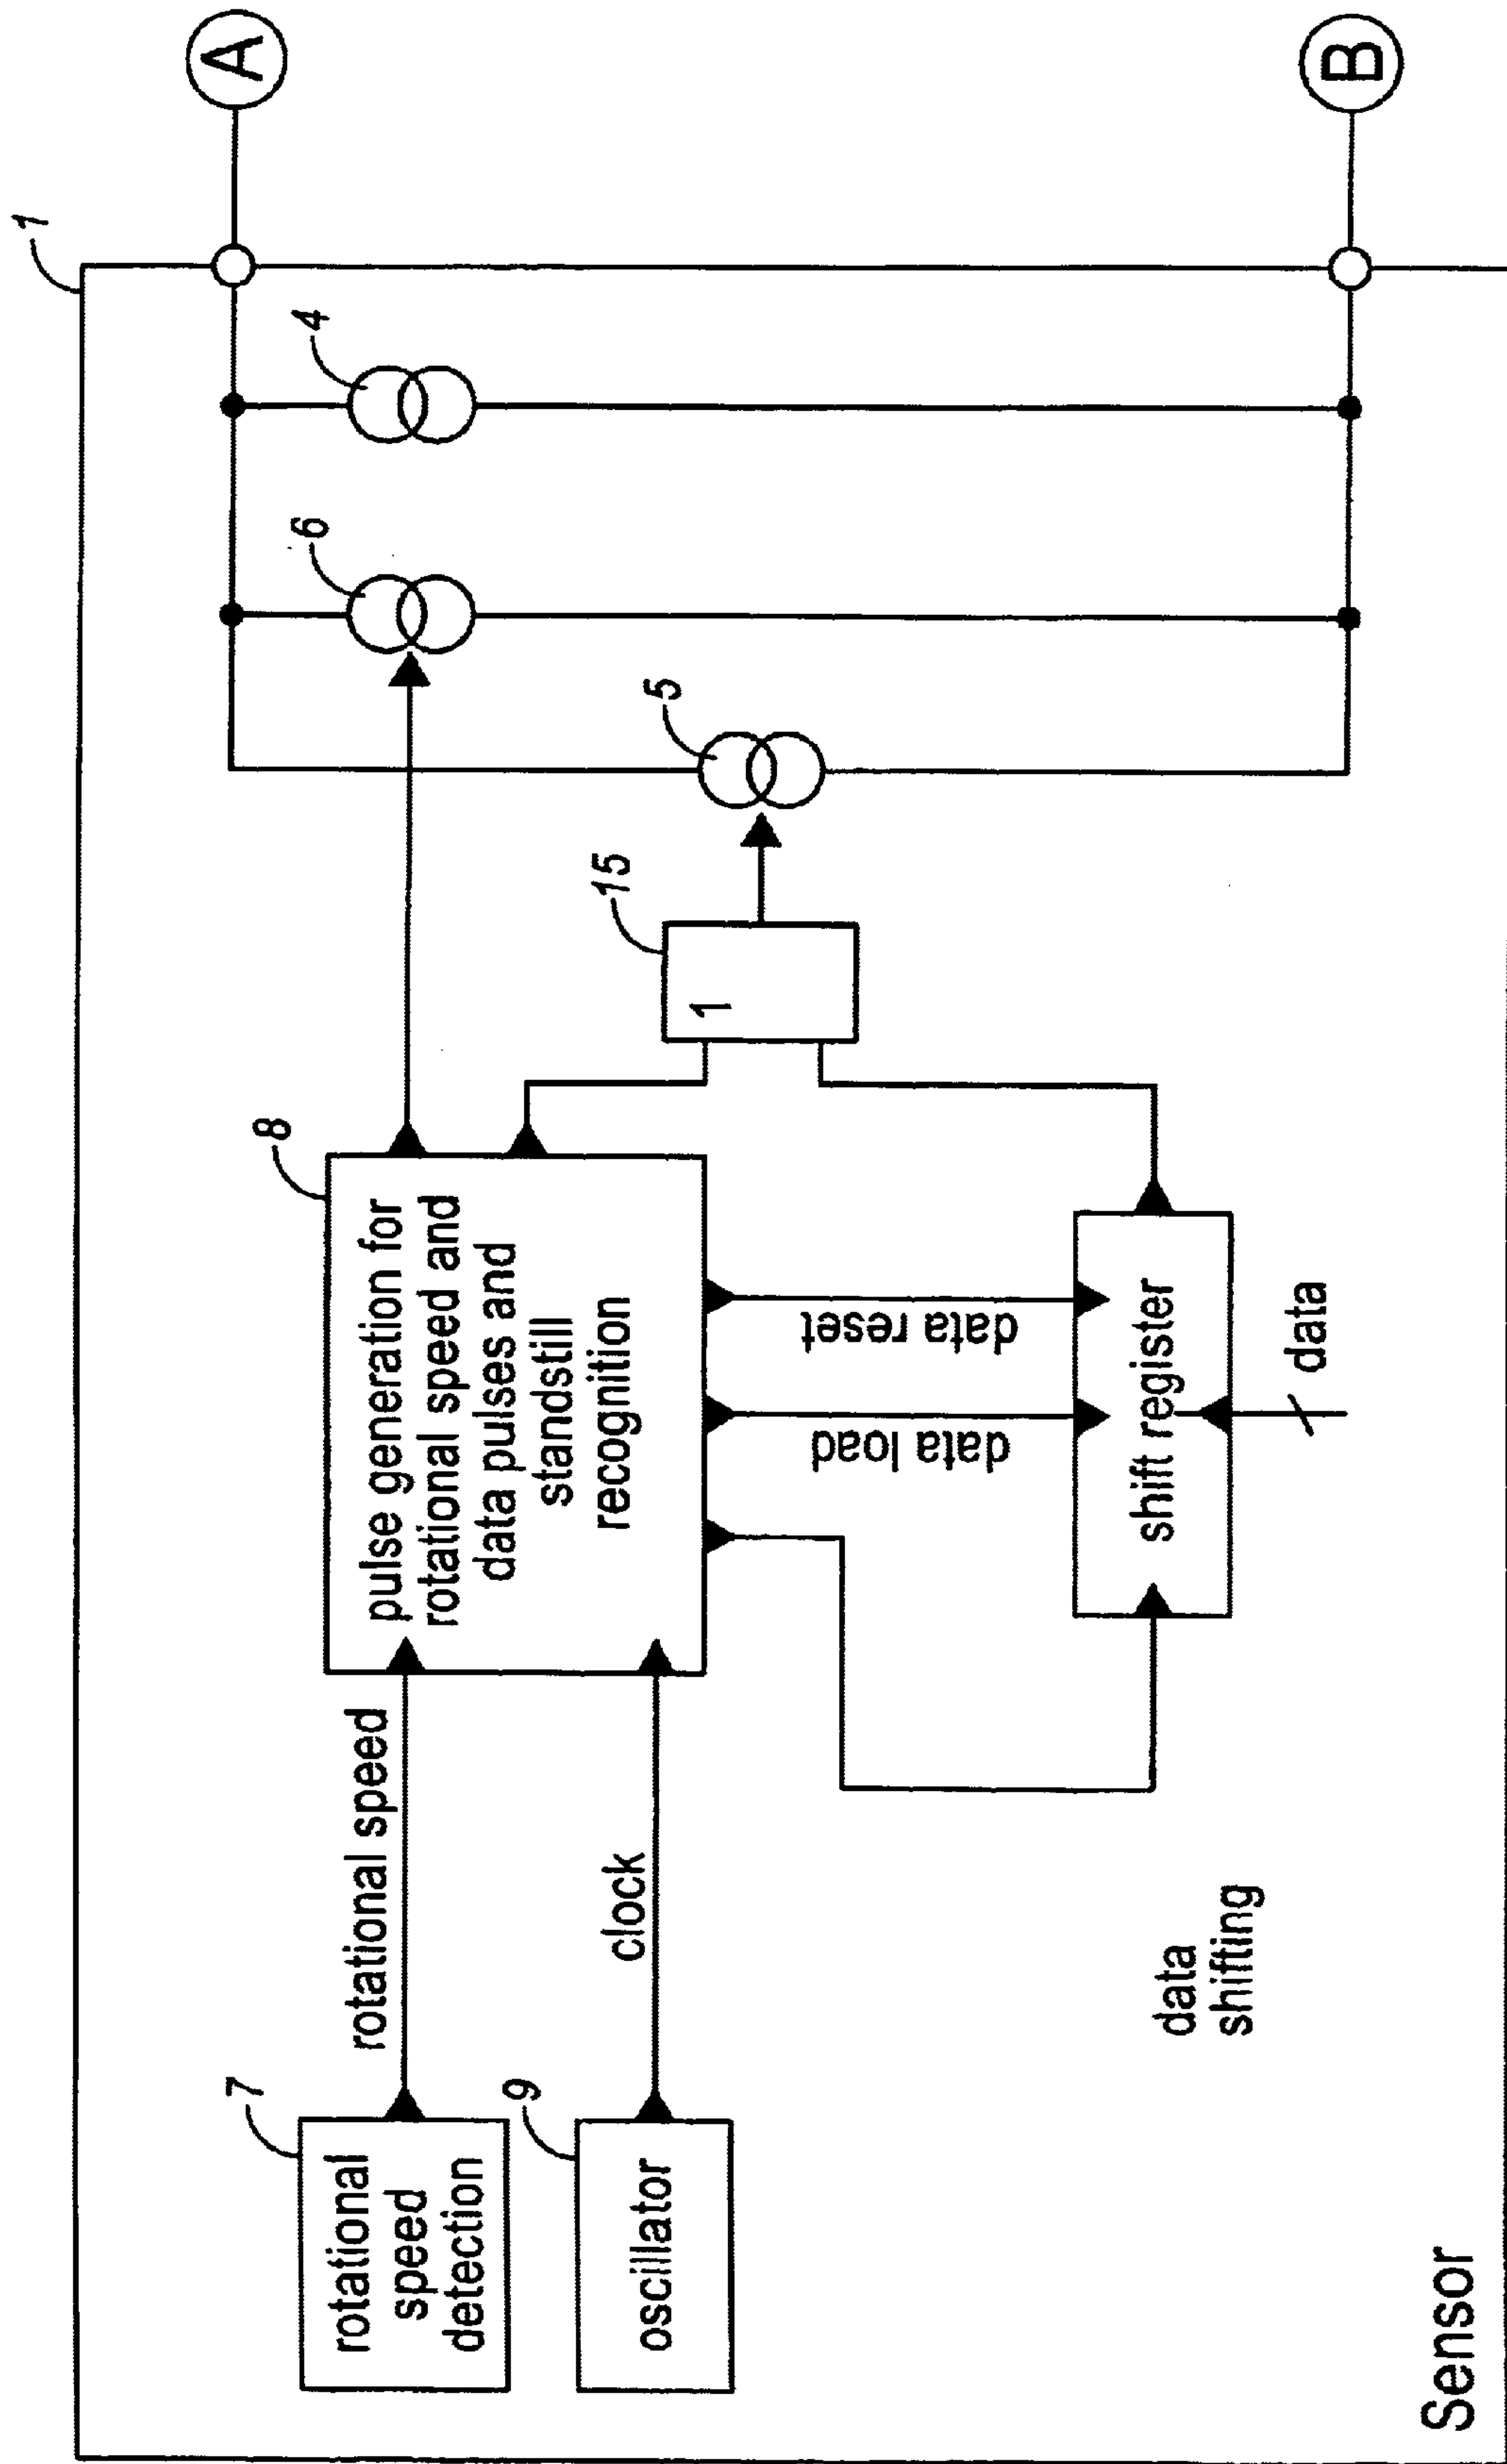 1
A
4
6
5
15
1
8
pulse generation for
rotational speed and
data pulses and
standstill
recognition
7
rotational
speed
detection
rotational speed
9
oscillator
clock
data load
data reset
shift register
data
data
shifting
B
Sensor